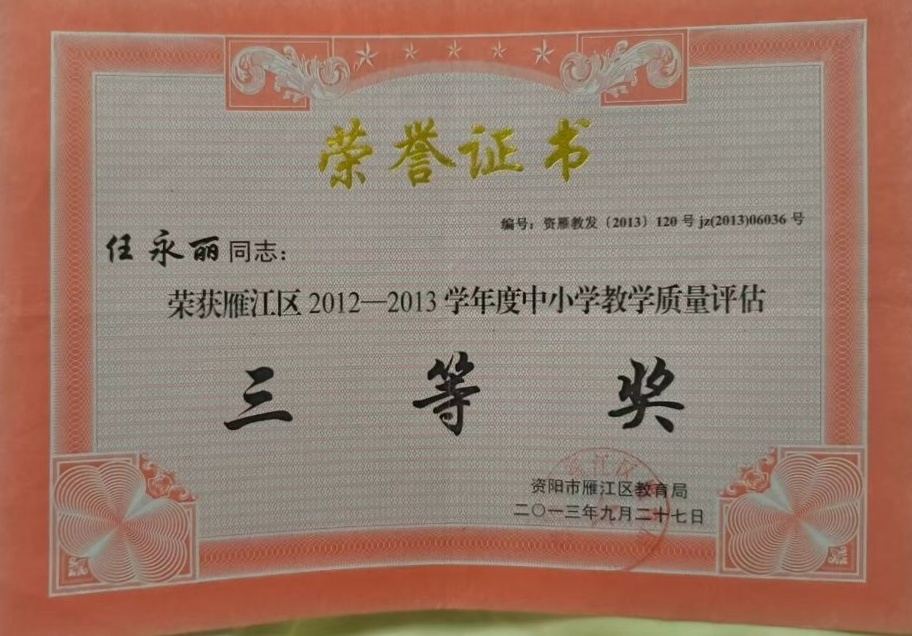 荣誉证书
编号：资雁教发〔2013〕120号jz(2013)06036号
任永丽同志：
荣获雁江区2012—2013学年度中小学教学质量评估
三等奖
资阳市雁江区教育局
二〇一三年九月二十七日